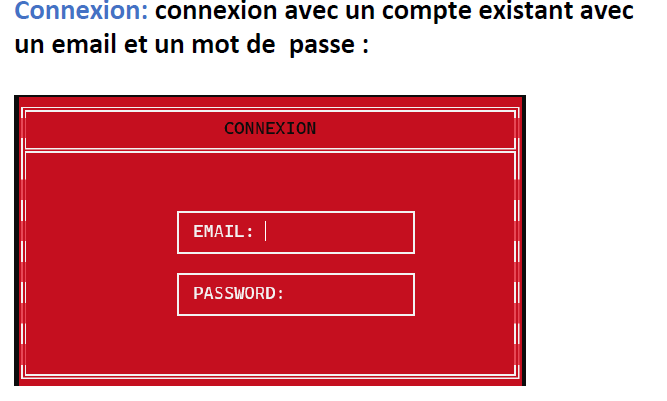 Connexion: connexion avec un compte existant avec
un email et un mot de passe :
CONNEXION
EMAIL:
PASSWORD: